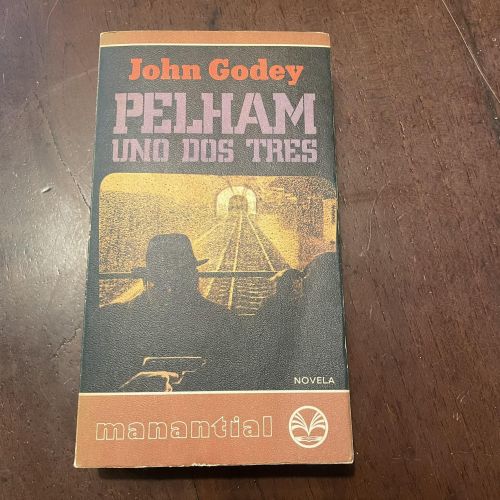 John Godey
PELHAM
UNO DOS TRES
NOVELA
manantial